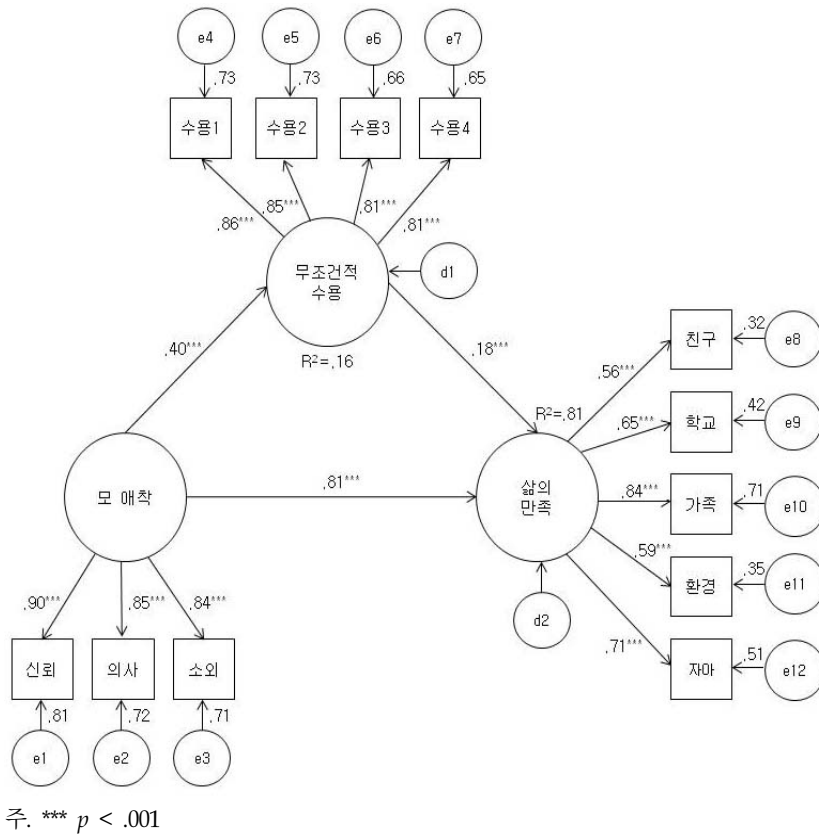 e4 e5 e6 e7
.73 .73 .66 .65
수용1 수용2 수용3 수용4
.86*** .85*** .81*** .81***
무조건적
수용
d1
R²=.16
.40*** .18***
친구 .32 e8
.56***
R²=.81
학교 .42 e9
.65***
모 애착
.81***
삶의
만족
.84*** 가족 .71 e10
.59*** 환경 .35 e11
d2
.71*** 자아 .51 e12
.90*** .85*** .84***
신뢰 의사 소외
.81 .72 .71
e1 e2 e3
주. *** p < .001